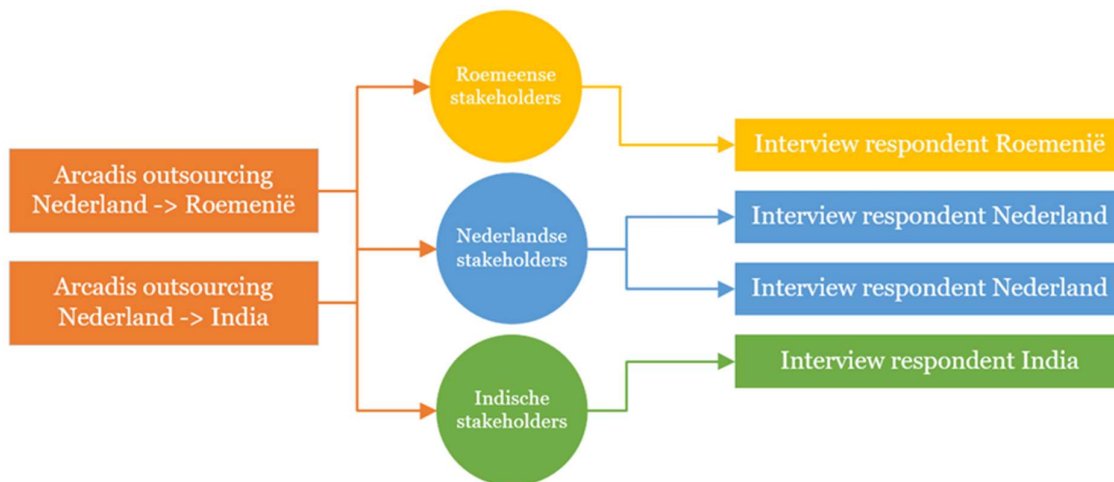 Roemeense
stakeholders
Interview respondent Roemenië
Arcadis outsourcing
Nederland -> Roemenië
Interview respondent Nederland
Nederlandse
stakeholders
Interview respondent Nederland
Arcadis outsourcing
Nederland -> India
Interview respondent India
Indische
stakeholders